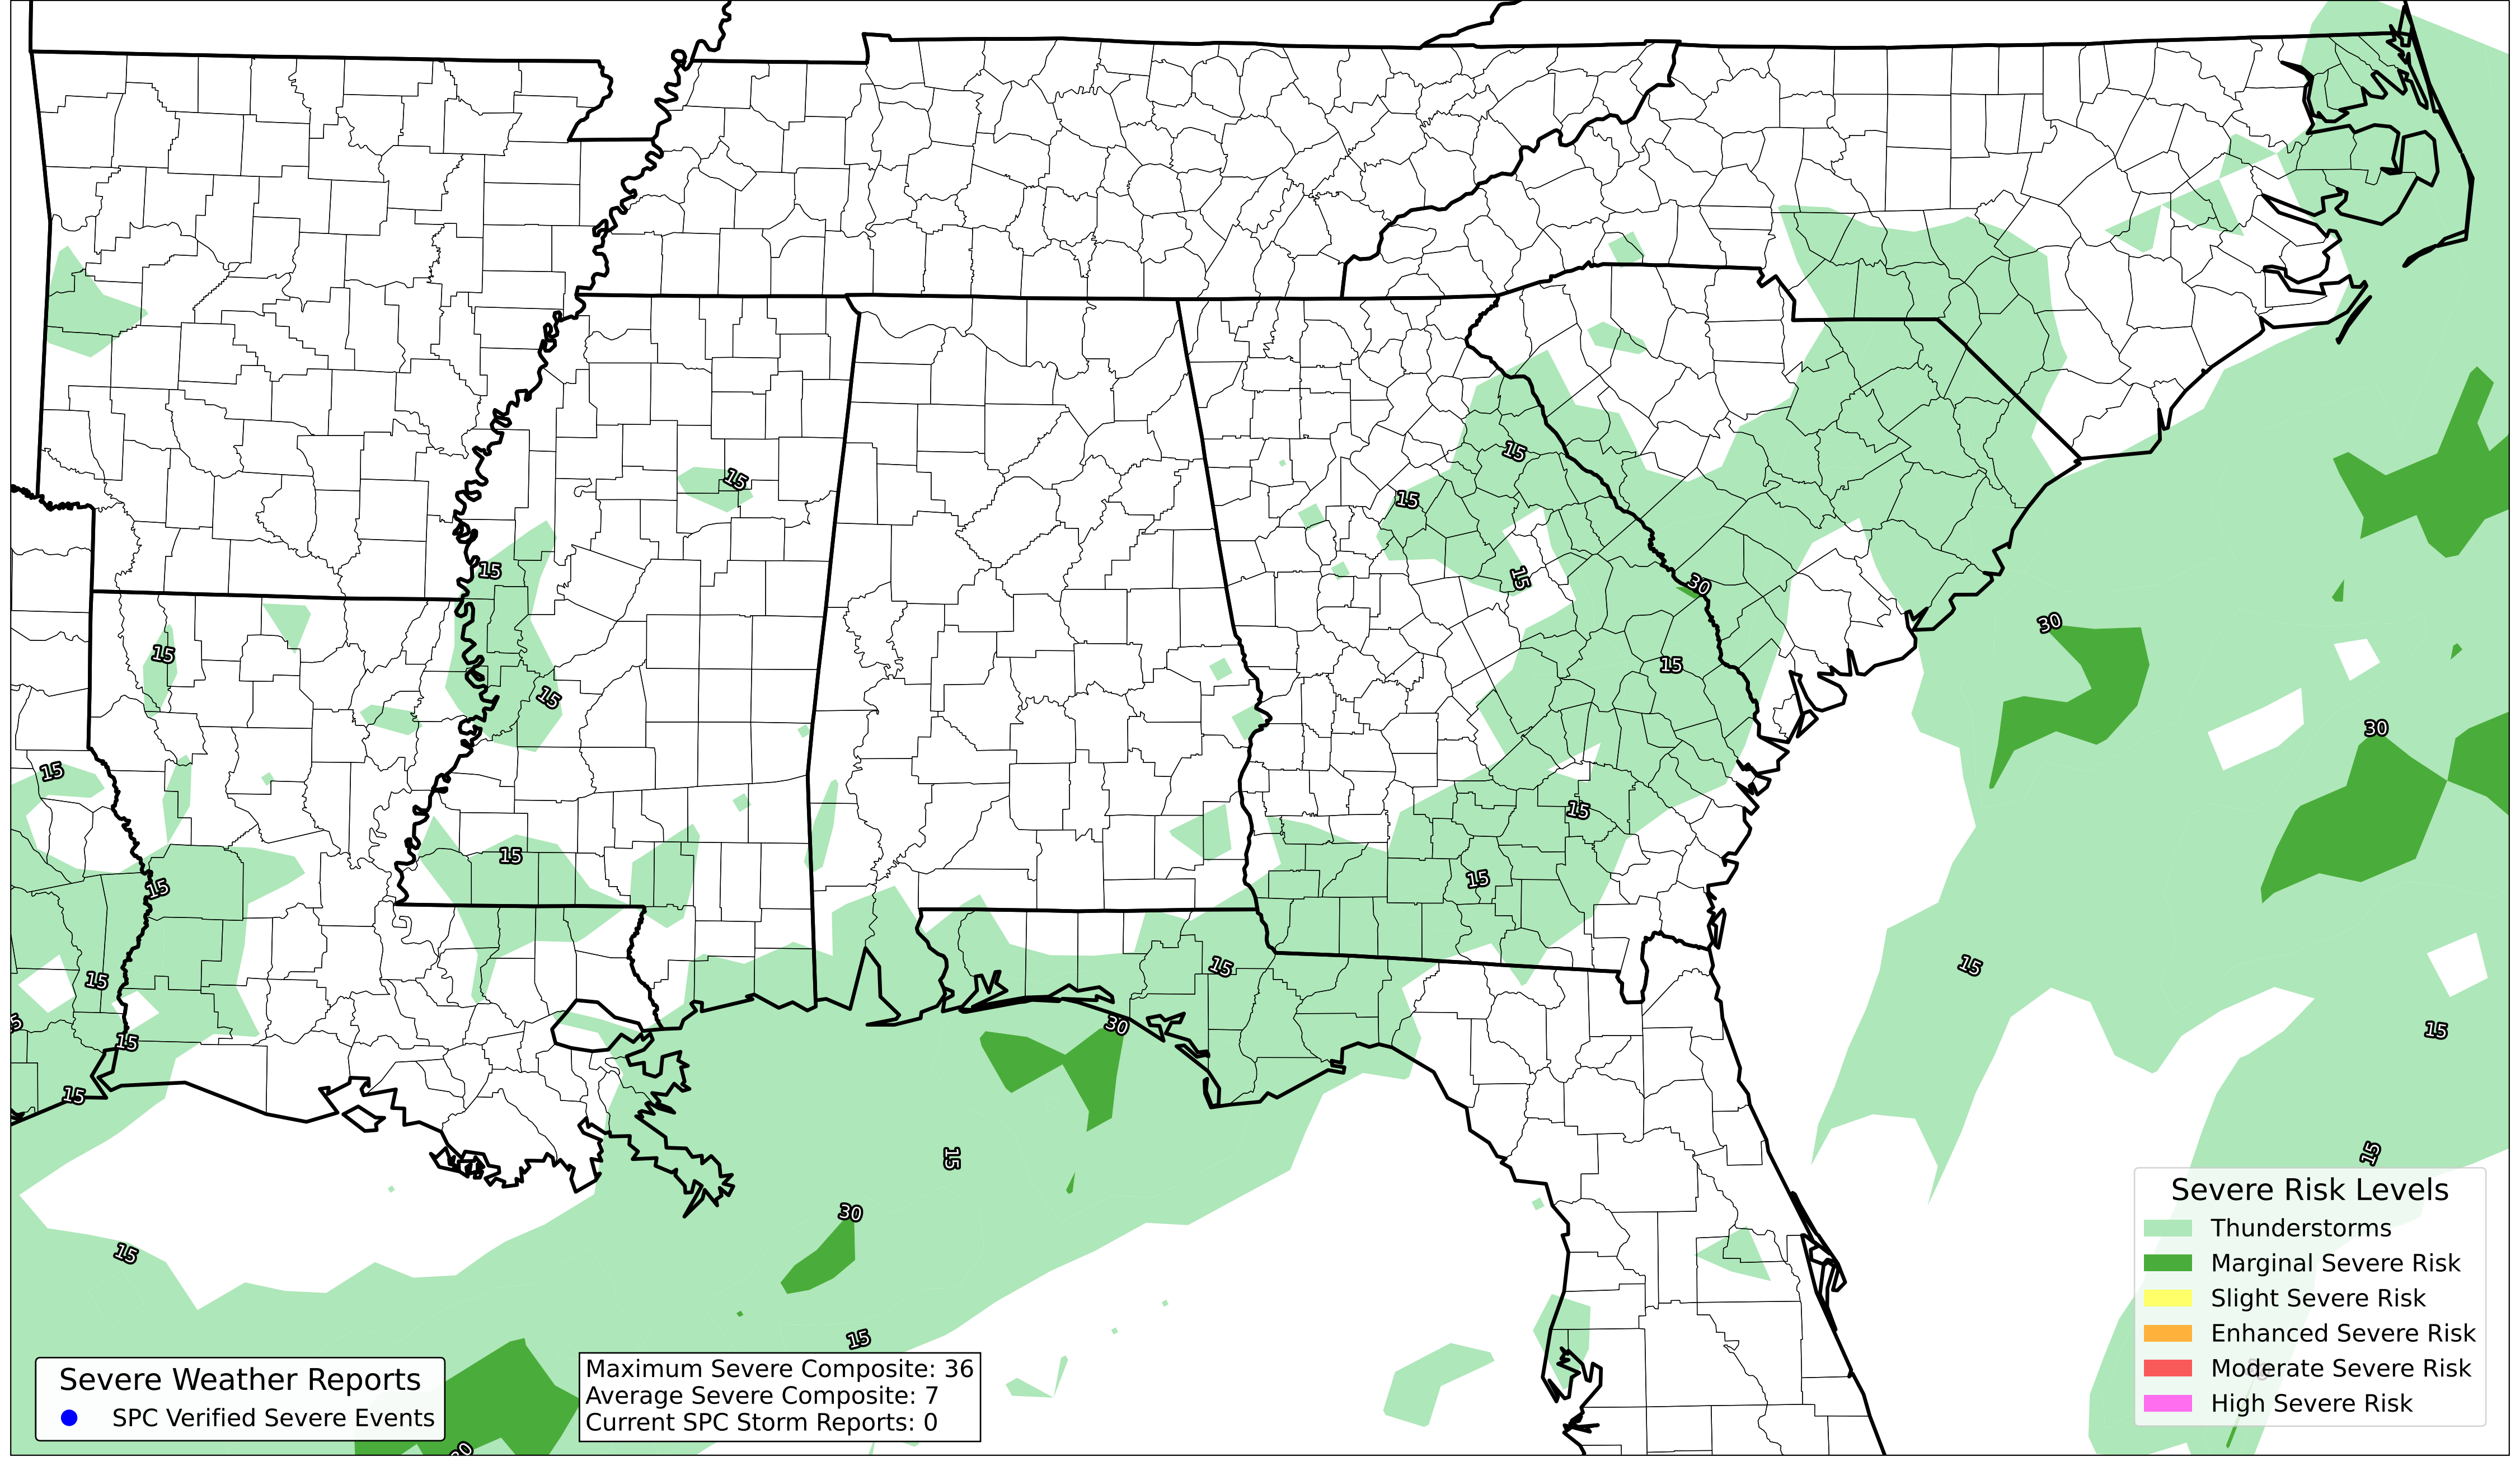 15
15
15
15
30
15
30
15
15
15
30
15
15
15
15
15
15
15
15
15
30
15
15
15
15
30
15
15
Severe Risk Levels
Thunderstorms
Marginal Severe Risk
Slight Severe Risk
Enhanced Severe Risk
Moderate Severe Risk
High Severe Risk
Severe Weather Reports
SPC Verified Severe Events
Maximum Severe Composite: 36
Average Severe Composite: 7
Current SPC Storm Reports: 0